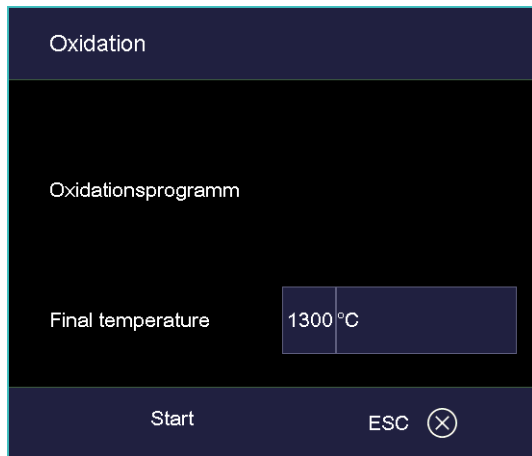 Oxidation
Oxidationsprogramm
Final temperature 1300 °C
Start ESC